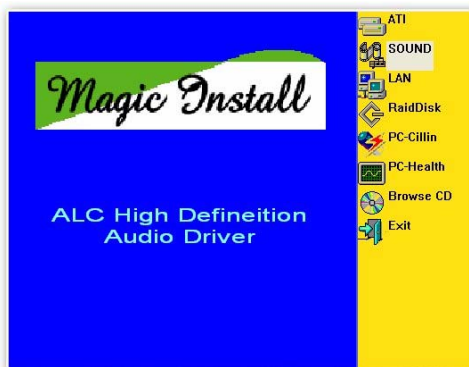 Magic Install
ALC High Defineition
Audio Driver
ATI
SOUND
LAN
RaidDisk
PC-Cillin
PC-Health
Browse CD
Exit